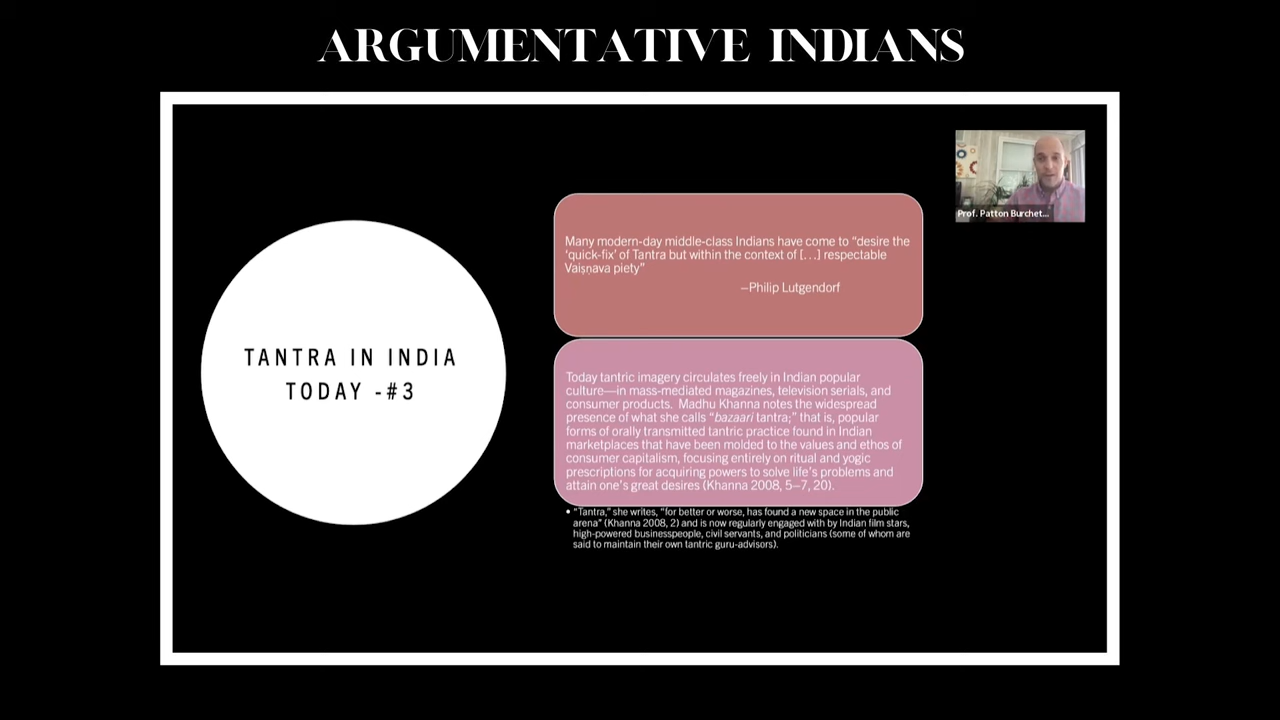 ARGUMENTATIVE INDIANS
Prof. Patton Burchet...
TANTRA IN INDIA
TODAY -#3
Many modern-day middle-class Indians have come to “desire the
‘quick-fix’ of Tantra but within the context of […] respectable
Vaiṣṇava piety”
–Philip Lutgendorf
Today tantric imagery circulates freely in Indian popular
culture—in mass-mediated magazines, television serials, and
consumer products. Madhu Khanna notes the widespread
presence of what she calls “bazaari tantra;” that is, popular
forms of orally transmitted tantric practice found in Indian
marketplaces that have been molded to the values and ethos of
consumer capitalism, focusing entirely on ritual and yogic
prescriptions for acquiring powers to solve life’s problems and
attain one’s great desires (Khanna 2008, 5–7, 20).
• “Tantra,” she writes, “for better or worse, has found a new space in the public
arena” (Khanna 2008, 2) and is now regularly engaged with by Indian film stars,
high-powered businesspeople, civil servants, and politicians (some of whom are
said to maintain their own tantric guru-advisors).